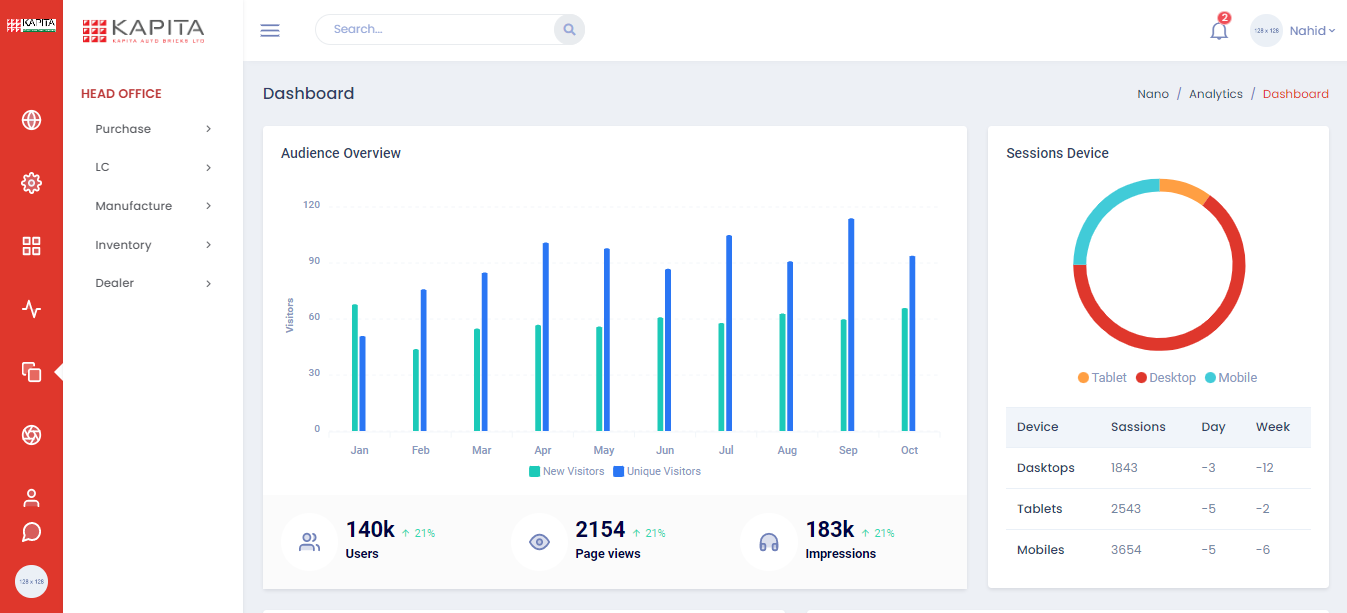 KAPITA
KAPITA
KAPITA AUTO BRICKS LTD
Search...
2
128 x 128
Nahid
HEAD OFFICE
Purchase
LC
Manufacture
Inventory
Dealer
128 x 128
Dashboard
Nano / Analytics / Dashboard
Audience Overview
120
90
60
30
0
Visitors
Jan Feb Mar Apr May Jun Jul Aug Sep Oct
New Visitors Unique Visitors
140k ↑ 21%
Users
2154 ↑ 21%
Page views
183k ↑ 21%
Impressions
Sessions Device
Tablet Desktop Mobile
Device Sassions Day Week
Dasktops 1843 -3 -12
Tablets 2543 -5 -2
Mobiles 3654 -5 -6